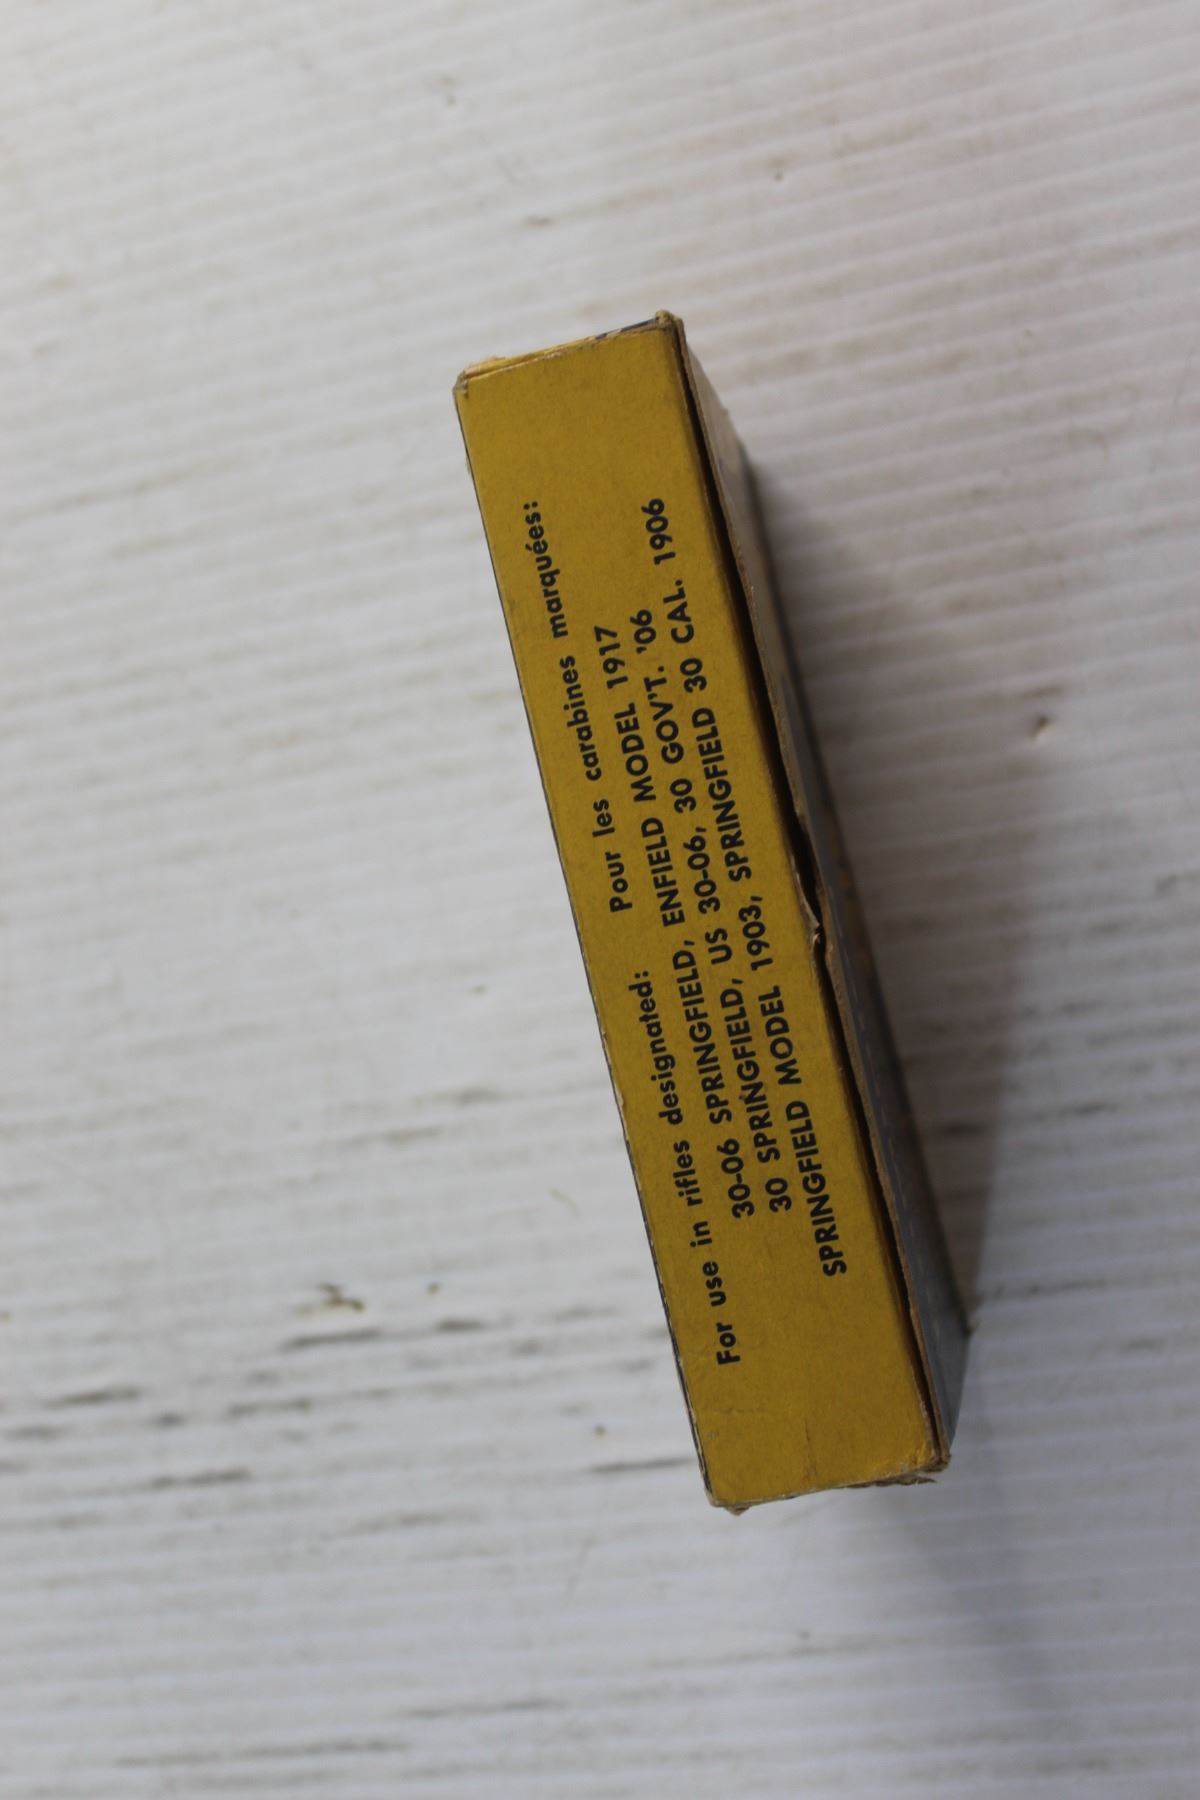 For use in rifles designated: Pour les carabines marquées:
30-06 SPRINGFIELD, ENFIELD MODEL 1917
30 SPRINGFIELD, US 30-06, 30 GOV'T. '06
SPRINGFIELD MODEL 1903, SPRINGFIELD 30 CAL. 1906